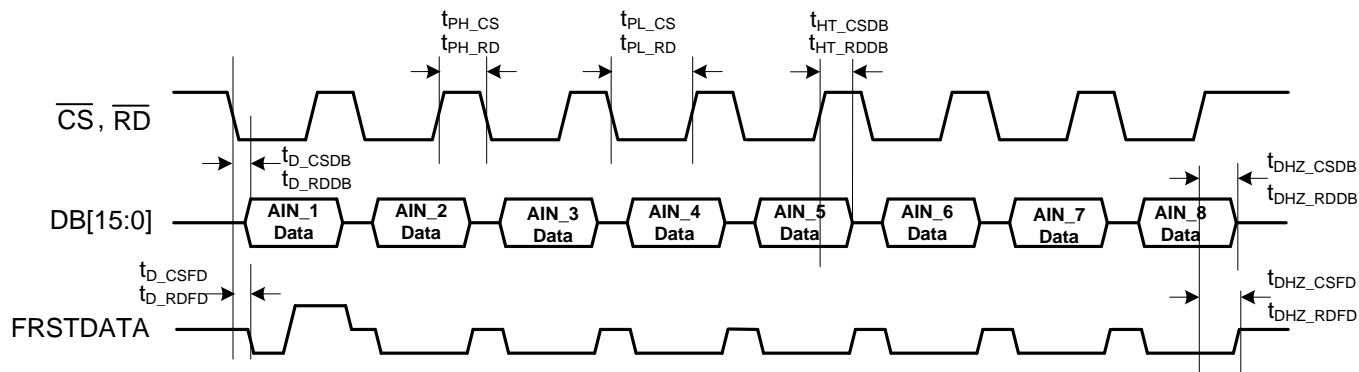 tPH_CS
tPH_RD
tPL_CS
tPL_RD
tHT_CSDB
tHT_RDDB
CS, RD
tD_CSDB
tD_RDDB
tDHZ_CSDB
tDHZ_RDDB
DB[15:0]
AIN_1 Data
AIN_2 Data
AIN_3 Data
AIN_4 Data
AIN_5 Data
AIN_6 Data
AIN_7 Data
AIN_8 Data
tD_CSFD
tD_RDFD
tDHZ_CSFD
tDHZ_RDFD
FRSTDATA